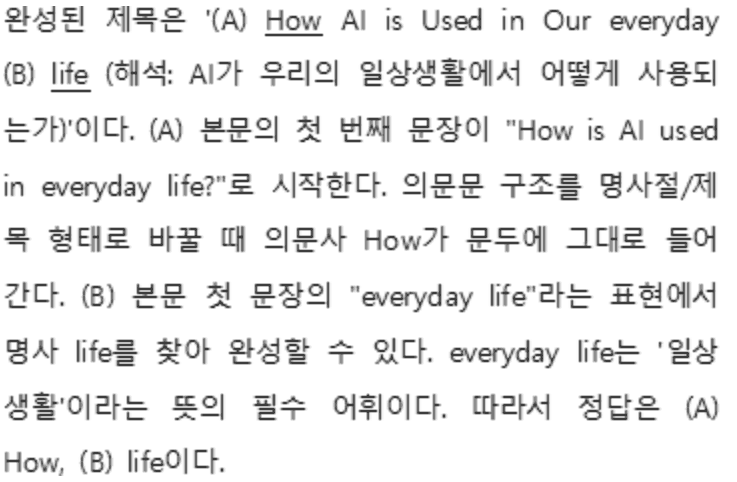 완성된 제목은 '(A) How AI is Used in Our everyday
(B) life (해석: AI가 우리의 일상생활에서 어떻게 사용되
는가)'이다. (A) 본문의 첫 번째 문장이 "How is AI used
in everyday life?"로 시작한다. 의문문 구조를 명사절/제
목 형태로 바꿀 때 의문사 How가 문두에 그대로 들어
간다. (B) 본문 첫 문장의 "everyday life"라는 표현에서
명사 life를 찾아 완성할 수 있다. everyday life는 '일상
생활'이라는 뜻의 필수 어휘이다. 따라서 정답은 (A)
How, (B) life이다.